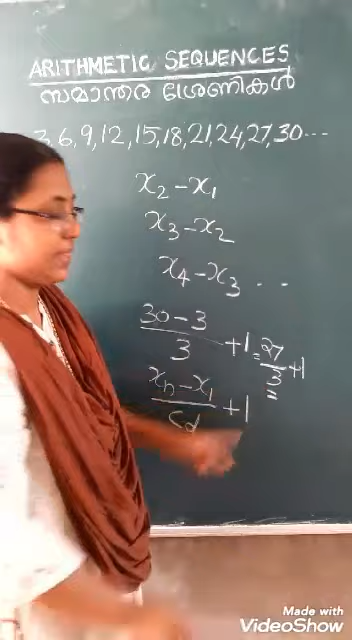 ARITHMETIC SEQUENCES
സമാന്തര ശ്രേണികൾ
3, 6, 9, 12, 15, 18, 21, 24, 27, 30 ...
x₂ - x₁
x₃ - x₂
x₄ - x₃ ...
30 - 3 / 3 + 1 = 27 / 3 + 1
=
xₙ - x₁ / cd + 1
Made with
VideoShow